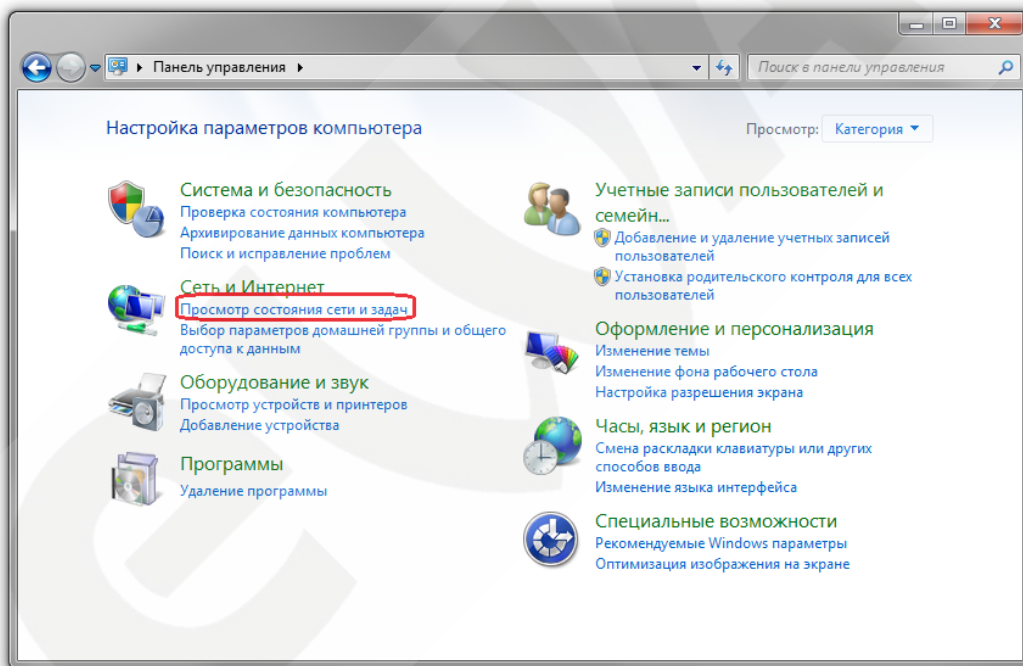 Панель управления
Поиск в панели управления
Настройка параметров компьютера
Просмотр: Категория
Система и безопасность
Проверка состояния компьютера
Архивирование данных компьютера
Поиск и исправление проблем
Сеть и Интернет
Просмотр состояния сети и задач
Выбор параметров домашней группы и общего
доступа к данным
Оборудование и звук
Просмотр устройств и принтеров
Добавление устройства
Программы
Удаление программы
Учетные записи пользователей и
семейн...
Добавление и удаление учетных записей
пользователей
Установка родительского контроля для всех
пользователей
Оформление и персонализация
Изменение темы
Изменение фона рабочего стола
Настройка разрешения экрана
Часы, язык и регион
Смена раскладки клавиатуры или других
способов ввода
Изменение языка интерфейса
Специальные возможности
Рекомендуемые Windows параметры
Оптимизация изображения на экране